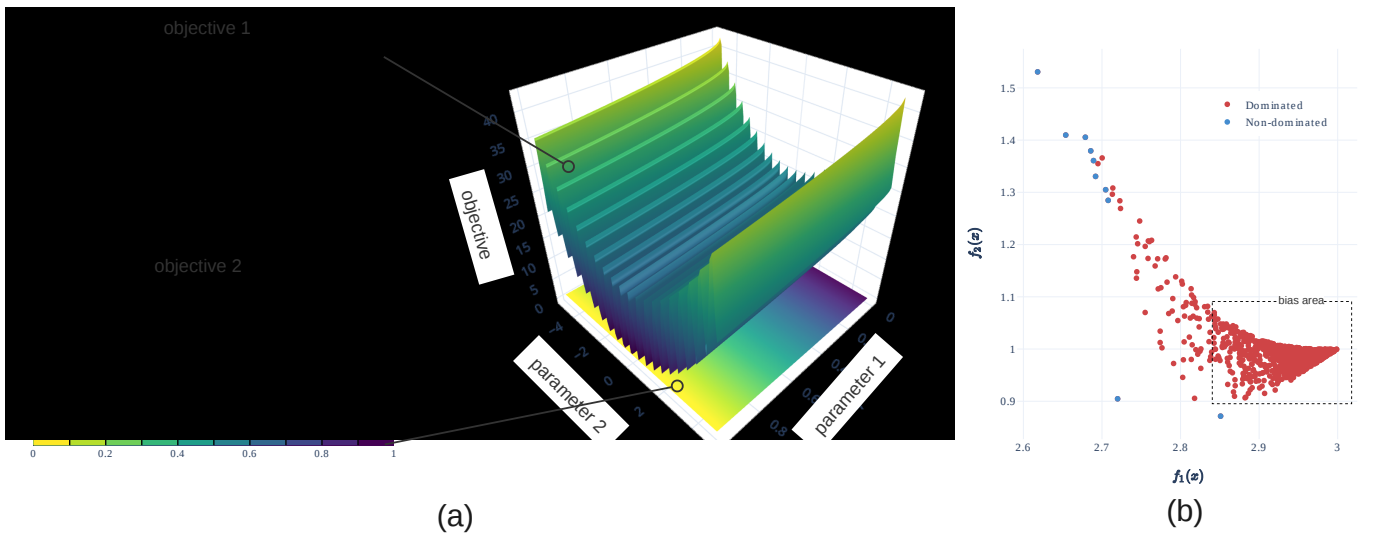 objective 1
objective 2
objective
40
35
30
25
20
15
10
5
0
−4
−2
0
2
parameter 2
0
0.8
parameter 1
0
0.2
0.4
0.6
0.8
1
(a)
f₂(x)
1.5
1.4
1.3
1.2
1.1
1
0.9
Dominated
Non-dominated
bias area
2.6
2.7
2.8
2.9
3
f₁(x)
(b)